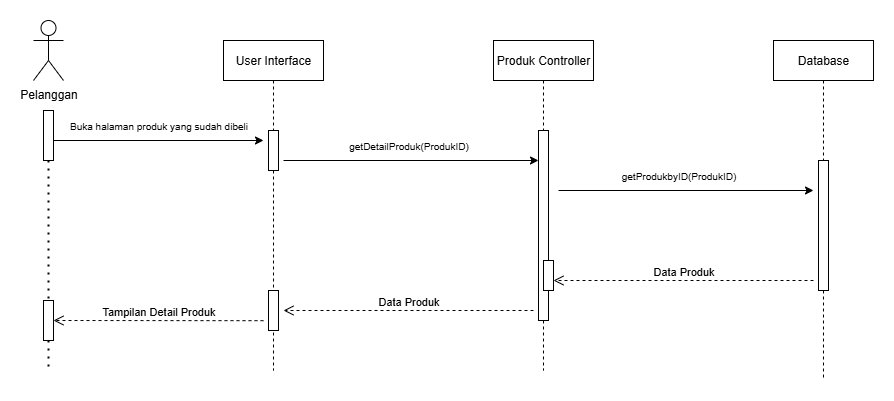 User Interface
Produk Controller
Database
Pelanggan
Buka halaman produk yang sudah dibeli
getDetailProduk(ProdukID)
getProdukbyID(ProdukID)
Data Produk
Data Produk
Tampilan Detail Produk